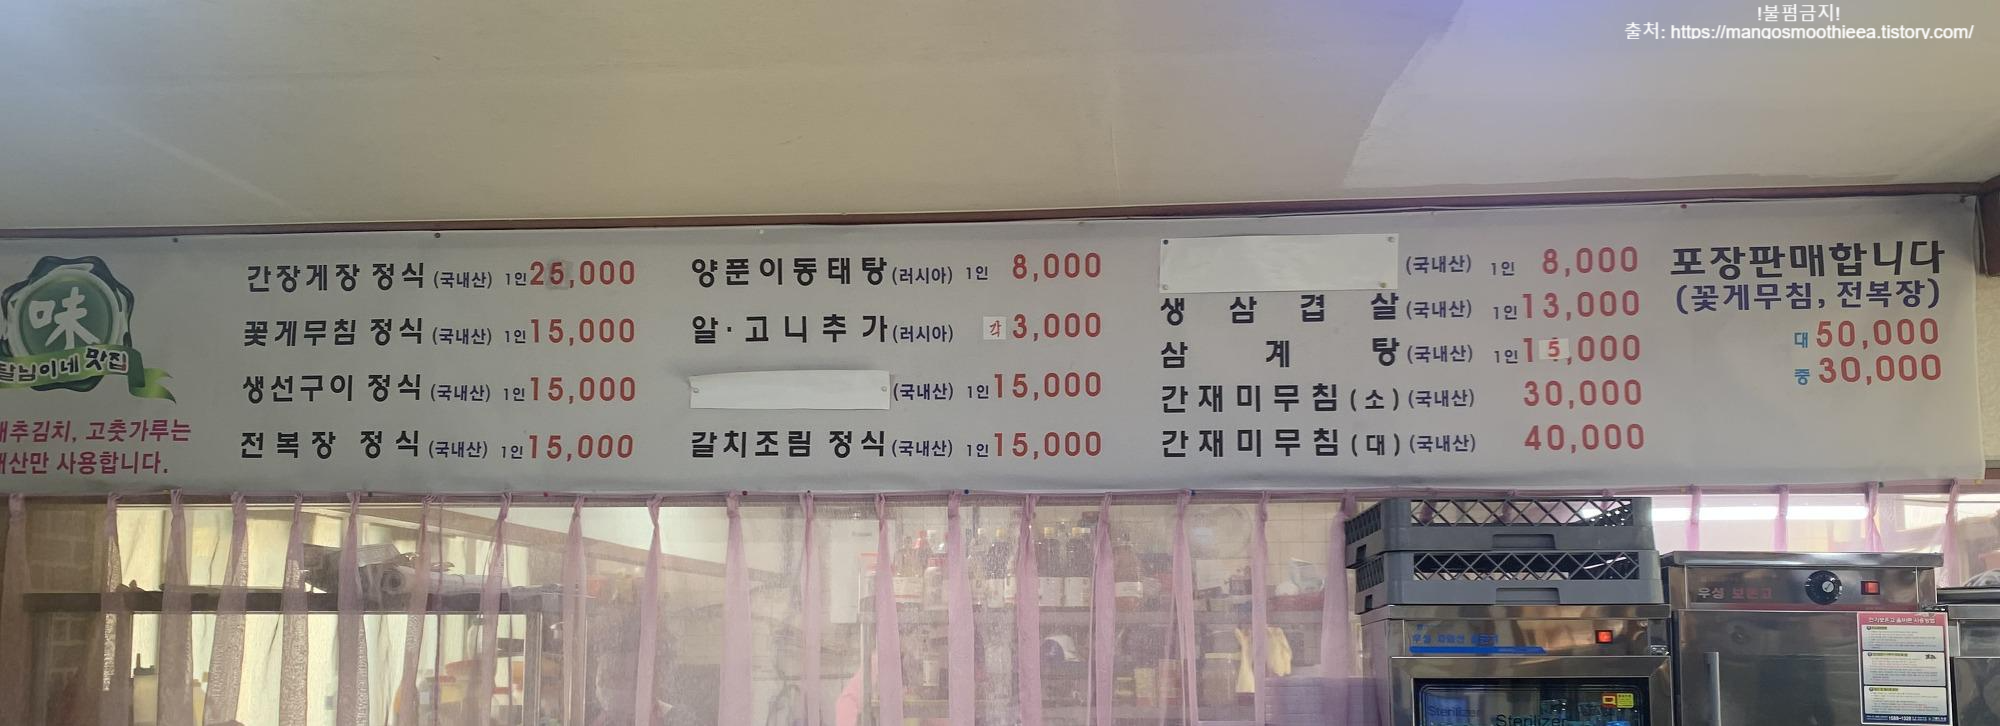 !불펌금지!
출처: https://mangosmoothieea.tistory.com/
味
달님이네 맛집
배추김치, 고춧가루는
국내산만 사용합니다.
간장게장 정식 (국내산) 1인 25,000
꽃게무침 정식 (국내산) 1인 15,000
생선구이 정식 (국내산) 1인 15,000
전복장 정식 (국내산) 1인 15,000
양푼이동태탕 (러시아) 1인 8,000
알·고니추가 (러시아) 각 3,000
(국내산) 1인 15,000
갈치조림 정식 (국내산) 1인 15,000
(국내산) 1인 8,000
생삼겹살 (국내산) 1인 13,000
삼계탕 (국내산) 1인 15,000
간재미무침(소) (국내산) 30,000
간재미무침(대) (국내산) 40,000
포장판매합니다
(꽃게무침, 전복장)
대 50,000
중 30,000
우성 보온고
Sterilizer
Sterilizer